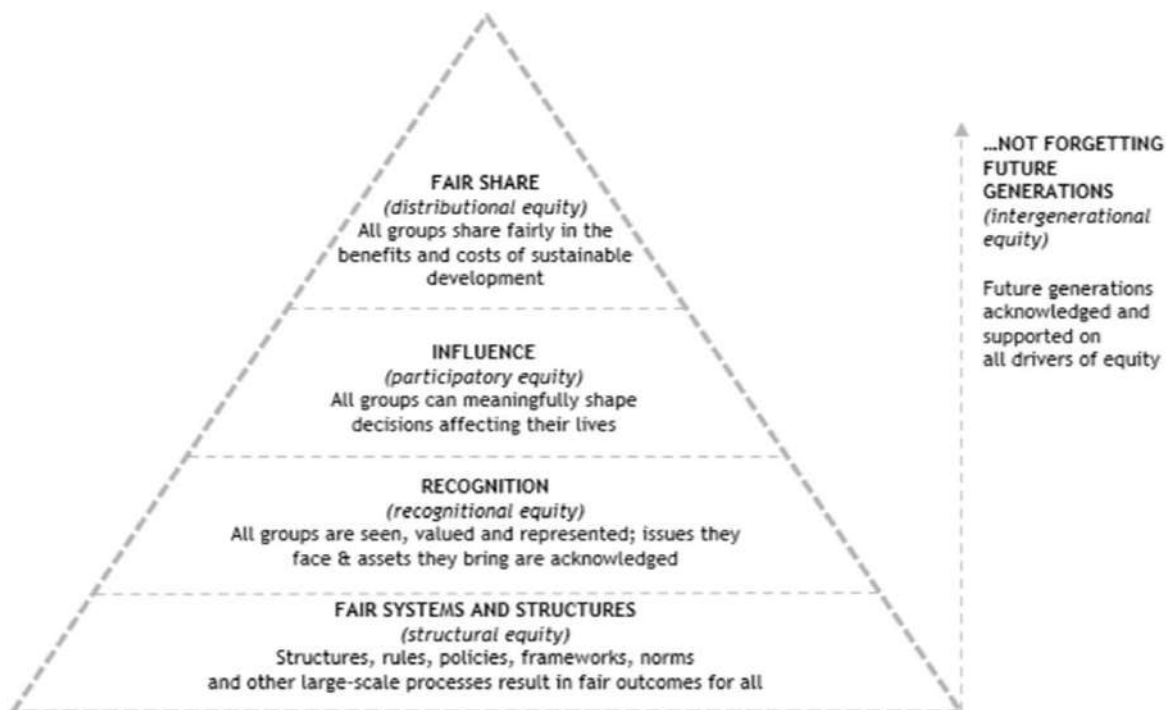 FAIR SHARE
(distributional equity)
All groups share fairly in the
benefits and costs of sustainable
development
INFLUENCE
(participatory equity)
All groups can meaningfully shape
decisions affecting their lives
RECOGNITION
(recognitional equity)
All groups are seen, valued and represented; issues they
face & assets they bring are acknowledged
FAIR SYSTEMS AND STRUCTURES
(structural equity)
Structures, rules, policies, frameworks, norms
and other large-scale processes result in fair outcomes for all
...NOT FORGETTING
FUTURE
GENERATIONS
(intergenerational
equity)
Future generations
acknowledged and
supported on
all drivers of equity